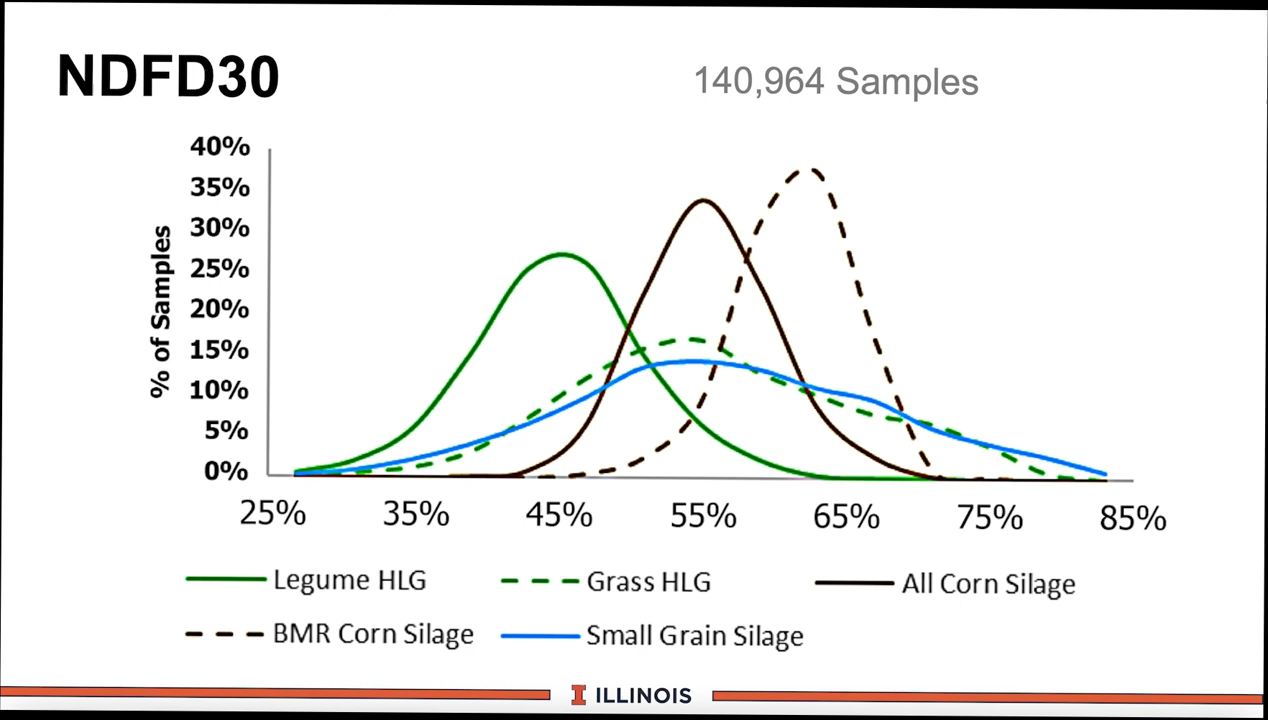 NDFD30
140,964 Samples
40%
35%
30%
25%
20%
15%
10%
5%
0%
% of Samples
25% 35% 45% 55% 65% 75% 85%
Legume HLG Grass HLG All Corn Silage
BMR Corn Silage Small Grain Silage
I ILLINOIS